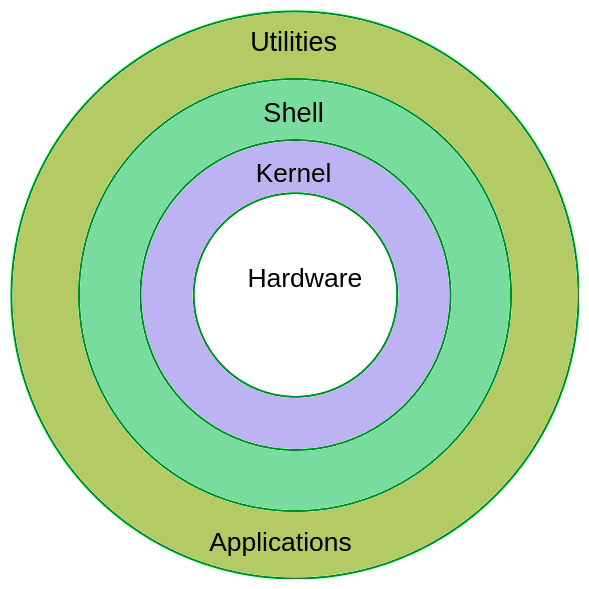 Utilities
Shell
Kernel
Hardware
Applications